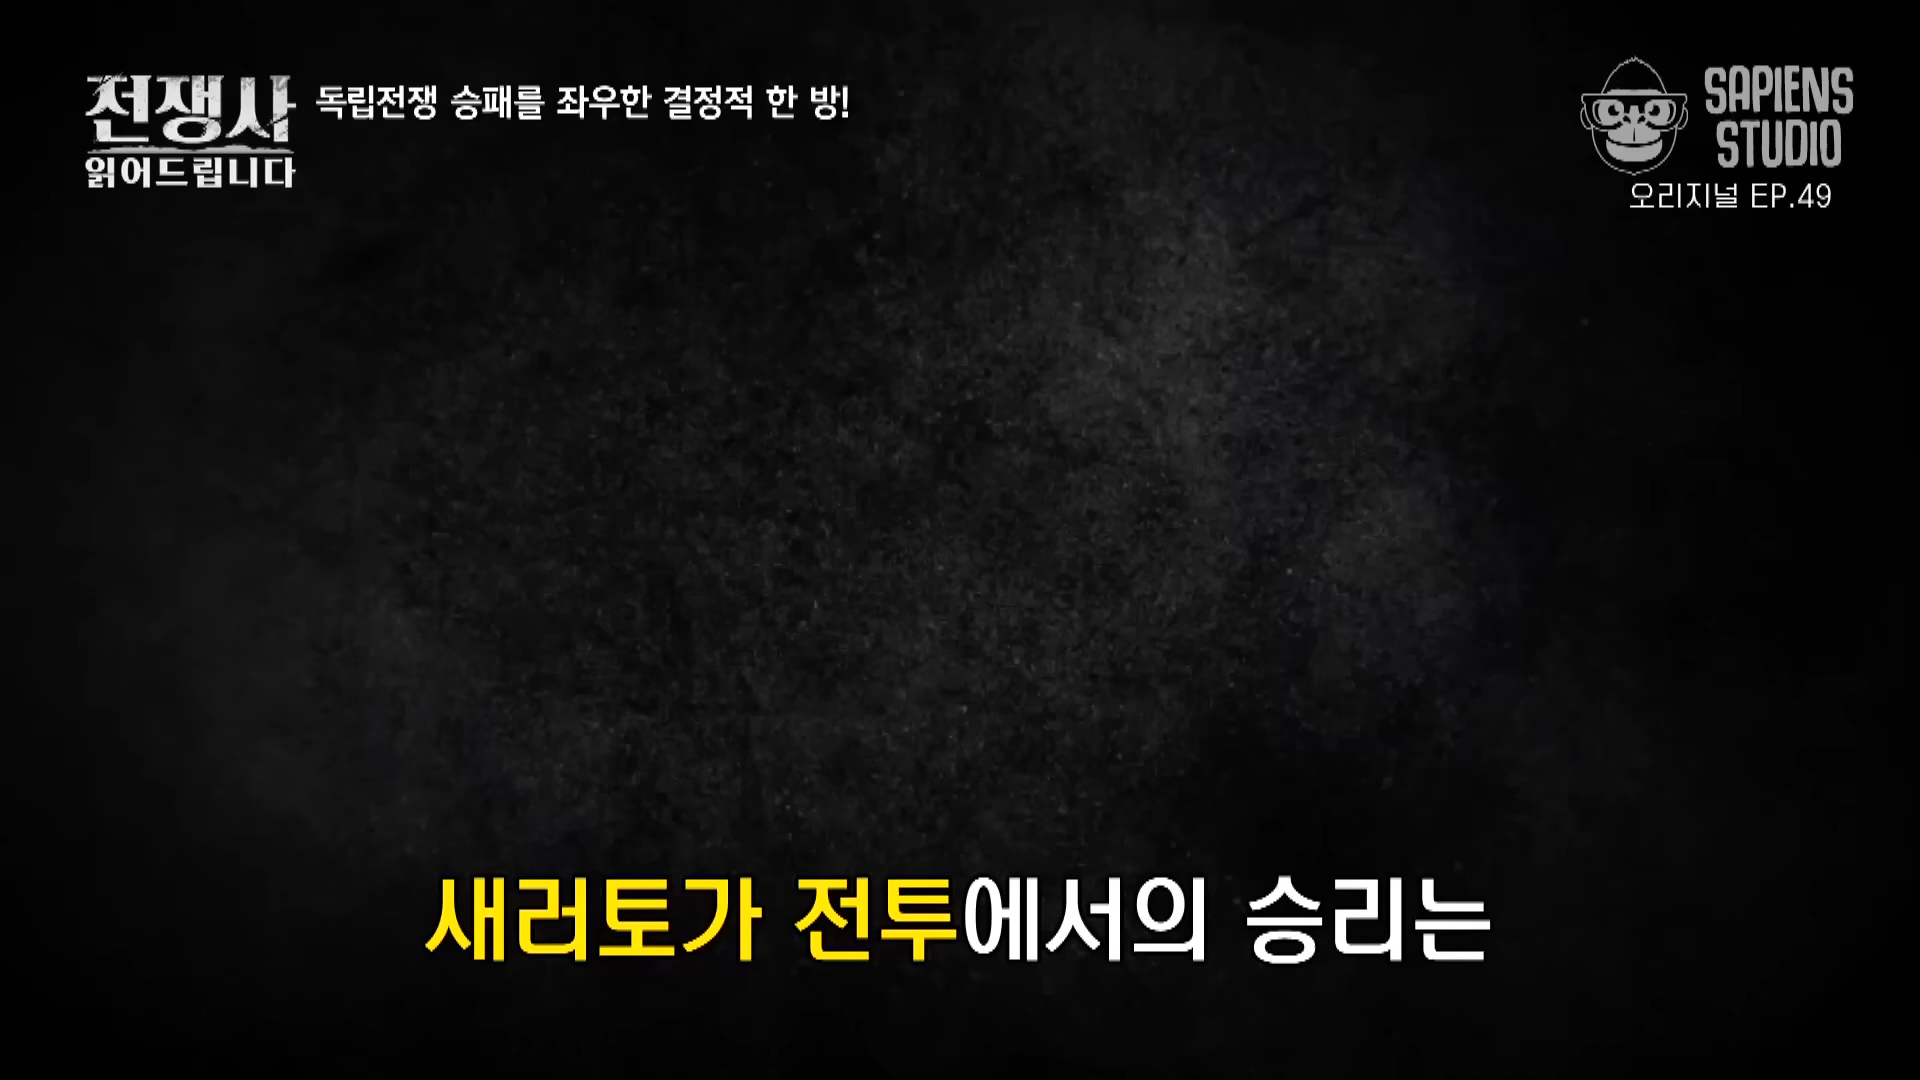 전쟁사
읽어드립니다
독립전쟁 승패를 좌우한 결정적 한 방!
SAPIENS
STUDIO
오리지널 EP.49
새러토가 전투에서의 승리는